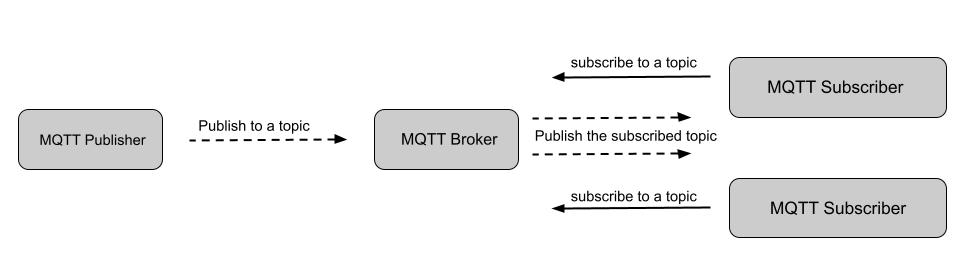 subscribe to a topic
MQTT Subscriber
MQTT Publisher
Publish to a topic
MQTT Broker
Publish the subscribed topic
subscribe to a topic
MQTT Subscriber